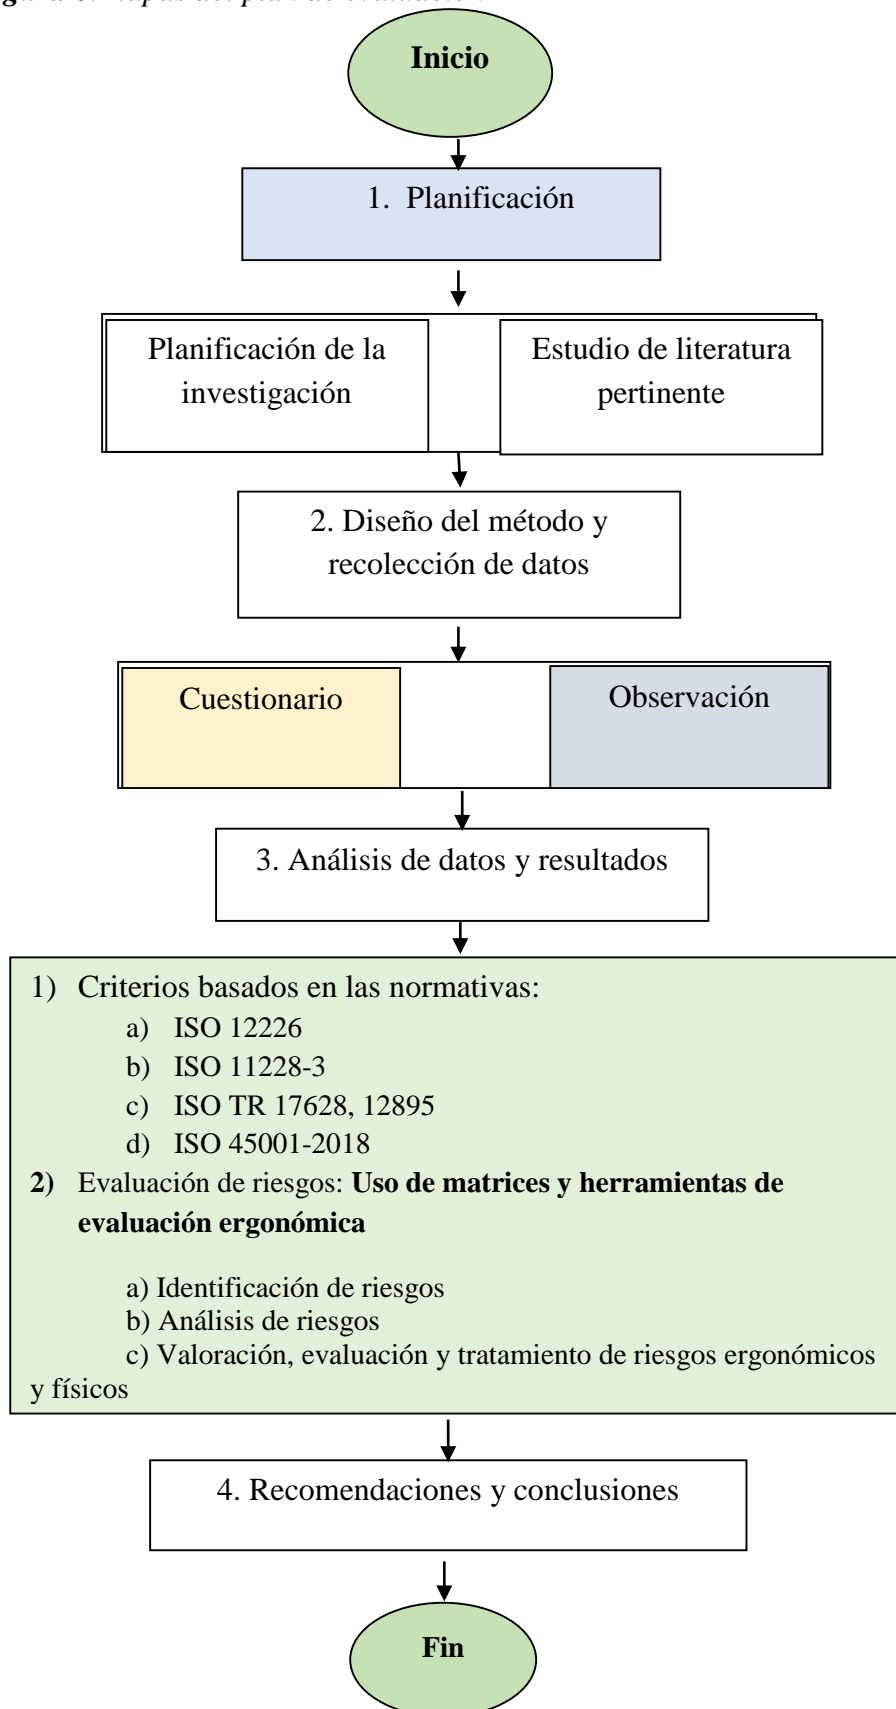 Inicio
1. Planificación
Planificación de la
investigación
Estudio de literatura
pertinente
2. Diseño del método y
recolección de datos
Cuestionario
Observación
3. Análisis de datos y resultados
1) Criterios basados en las normativas:
a) ISO 12226
b) ISO 11228-3
c) ISO TR 17628, 12895
d) ISO 45001-2018
2) Evaluación de riesgos: Uso de matrices y herramientas de
evaluación ergonómica
a) Identificación de riesgos
b) Análisis de riesgos
c) Valoración, evaluación y tratamiento de riesgos ergonómicos
y físicos
4. Recomendaciones y conclusiones
Fin